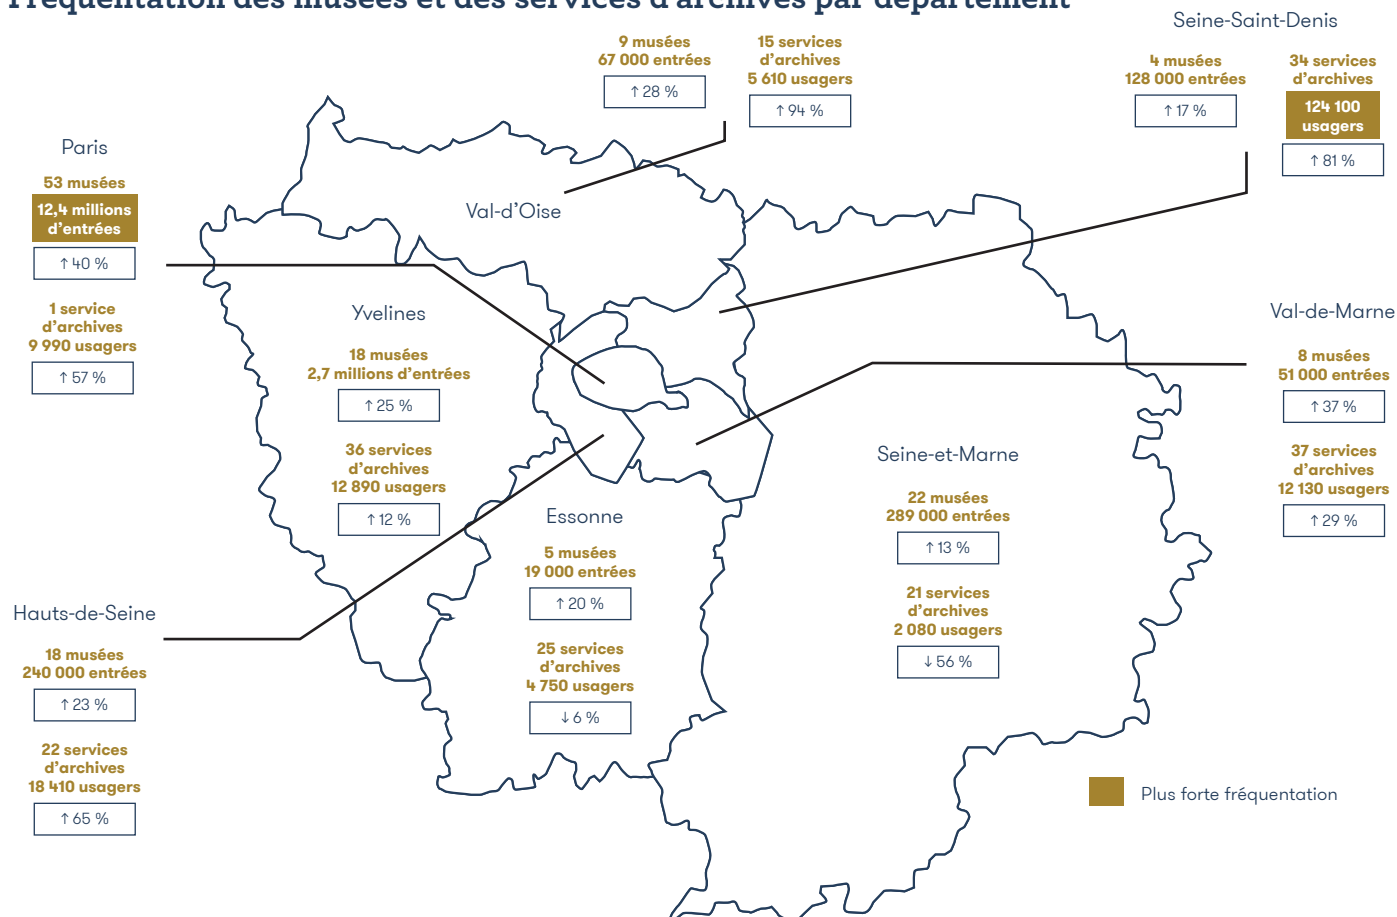 Fréquentation des musées et des services d'archives par département
Seine-Saint-Denis
4 musées
128 000 entrées
↑ 17 %
34 services
d'archives
124 100
usagers
↑ 81 %
9 musées
67 000 entrées
↑ 28 %
15 services
d'archives
5 610 usagers
↑ 94 %
Val-d'Oise
Paris
53 musées
12,4 millions
d'entrées
↑ 40 %
1 service
d'archives
9 990 usagers
↑ 57 %
Yvelines
18 musées
2,7 millions d'entrées
↑ 25 %
36 services
d'archives
12 890 usagers
↑ 12 %
Val-de-Marne
8 musées
51 000 entrées
↑ 37 %
37 services
d'archives
12 130 usagers
↑ 29 %
Seine-et-Marne
22 musées
289 000 entrées
↑ 13 %
21 services
d'archives
2 080 usagers
↓ 56 %
Essonne
5 musées
19 000 entrées
↑ 20 %
25 services
d'archives
4 750 usagers
↓ 6 %
Hauts-de-Seine
18 musées
240 000 entrées
↑ 23 %
22 services
d'archives
18 410 usagers
↑ 65 %
Plus forte fréquentation